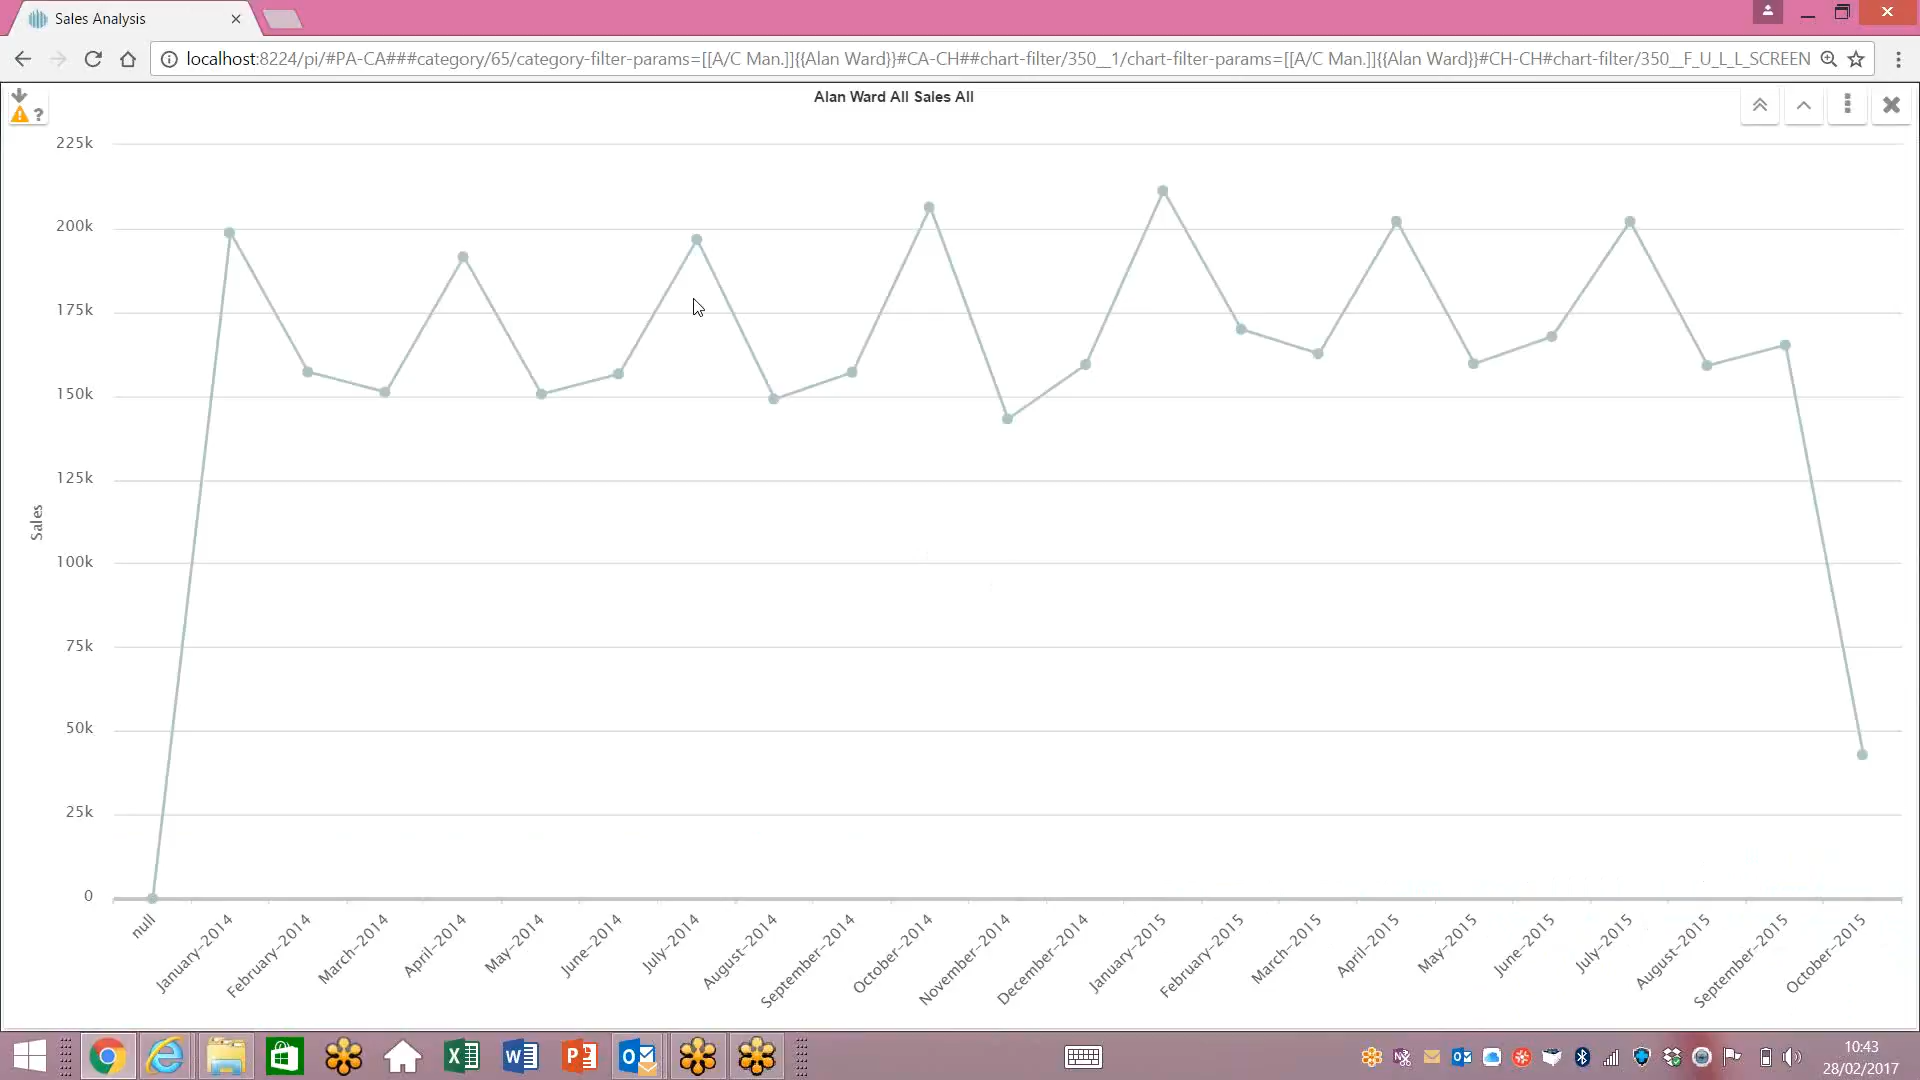 Sales Analysis
localhost:8224/pi/#PA-CA###category/65/category-filter-params=[[A/C Man.]]{{Alan Ward}}#CA-CH##chart-filter/350__1/chart-filter-params=[[A/C Man.]]{{Alan Ward}}#CH-CH#chart-filter/350__F_U_L_L_SCREEN
Alan Ward All Sales All
?
225k
200k
175k
150k
125k
100k
75k
50k
25k
0
Sales
null
January-2014
February-2014
March-2014
April-2014
May-2014
June-2014
July-2014
August-2014
September-2014
October-2014
November-2014
December-2014
January-2015
February-2015
March-2015
April-2015
May-2015
June-2015
July-2015
August-2015
September-2015
October-2015
10:43
28/02/2017